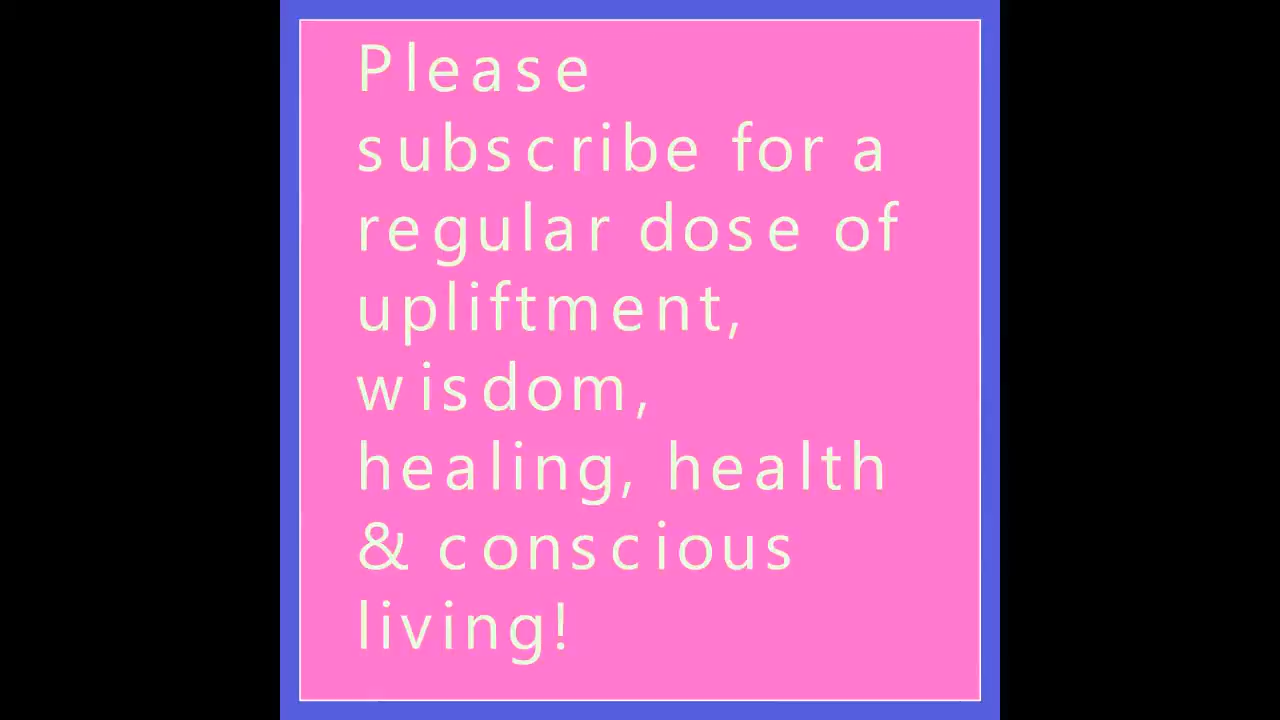 Please
subscribe for a
regular dose of
upliftment,
wisdom,
healing, health
& conscious
living!